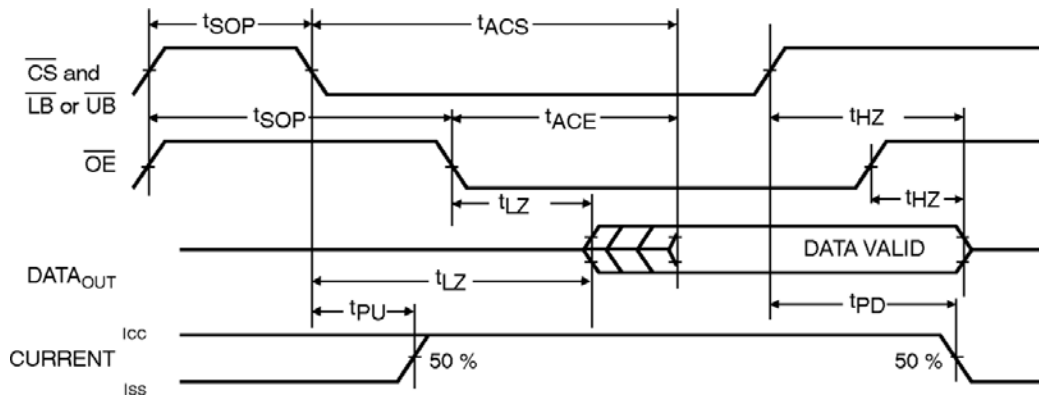 tSOP tACS
CS and
LB or UB
tSOP tACE tHZ
OE
tLZ tHZ
DATA VALID
DATAOUT
tLZ
tPU tPD
ICC
CURRENT 50 % 50 %
ISS